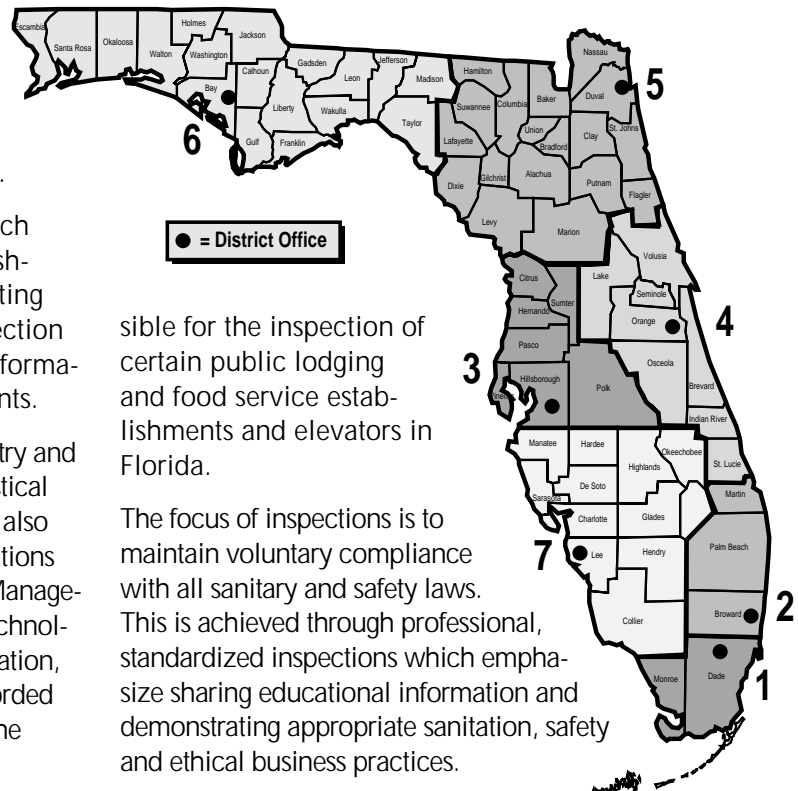 Escambia
Santa Rosa
Okaloosa
Walton
Holmes
Washington
Jackson
Bay
Calhoun
Gulf
Liberty
Gadsden
Franklin
Leon
Wakulla
Jefferson
Madison
Taylor
6
Hamilton
Suwannee
Lafayette
Columbia
Baker
Nassau
Duval
Union
Bradford
Clay
St. Johns
Dixie
Gilchrist
Alachua
Putnam
Flagler
Levy
Marion
5
● = District Office
Citrus
Sumter
Hernando
Pasco
Hillsborough
Polk
3
Lake
Volusia
Seminole
Orange
Osceola
Brevard
Indian River
4
Manatee
Hardee
Highlands
Okeechobee
St. Lucie
Sarasota
De Soto
Charlotte
Glades
Lee
Hendry
Collier
7
Martin
Palm Beach
Broward
2
Monroe
Dade
1
.
ch
sh-
ting
ection
forma-
nts.
try and
stical
also
tions
Manage-
chnol-
ation,
orded
ne
sible for the inspection of
certain public lodging
and food service estab-
lishments and elevators in
Florida.
The focus of inspections is to
maintain voluntary compliance
with all sanitary and safety laws.
This is achieved through professional,
standardized inspections which empha-
size sharing educational information and
demonstrating appropriate sanitation, safety
and ethical business practices.